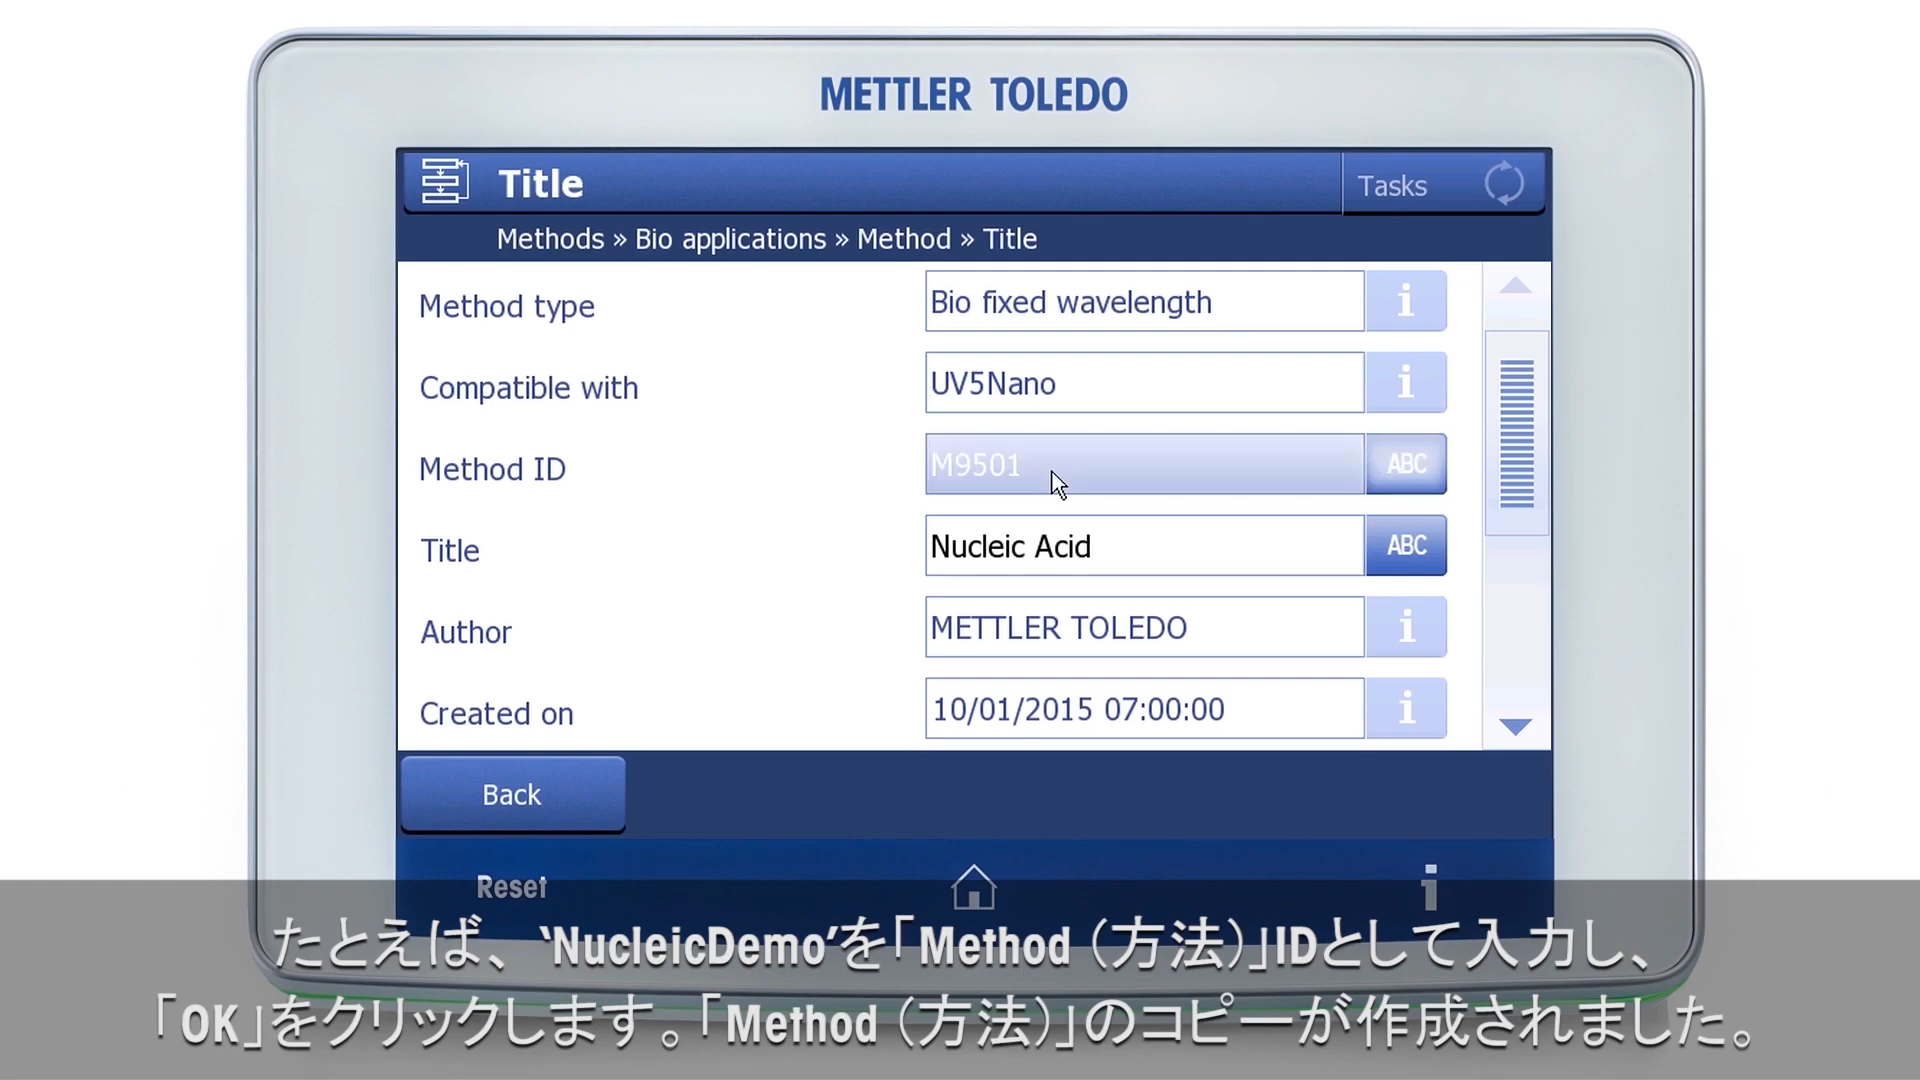 METTLER TOLEDO
Title
Tasks
Methods » Bio applications » Method » Title
Method type
Bio fixed wavelength
i
Compatible with
UV5Nano
i
Method ID
M9501
ABC
Title
Nucleic Acid
ABC
Author
METTLER TOLEDO
i
Created on
10/01/2015 07:00:00
i
Back
Reset
i
たとえば、‘NucleicDemo’を「Method（方法）」IDとして入力し、
「OK」をクリックします。「Method（方法）」のコピーが作成されました。